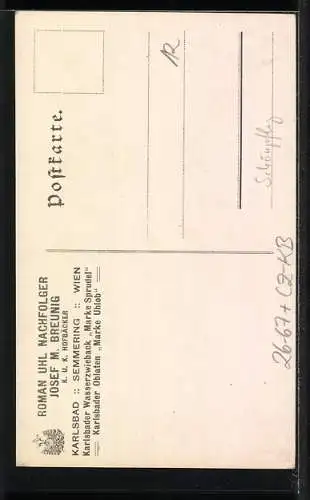 ROMAN UHL NACHFOLGER
JOSEF M. BREUNIG
K. U. K. HOFBÄCKER
KARLSBAD :: SEMMERING :: WIEN
Karlsbader Wasserzwieback „Marke Sprudel"
Karlsbader Oblaten „Marke Uhlob"
Postkarte.
12
26-67+CZ-KB